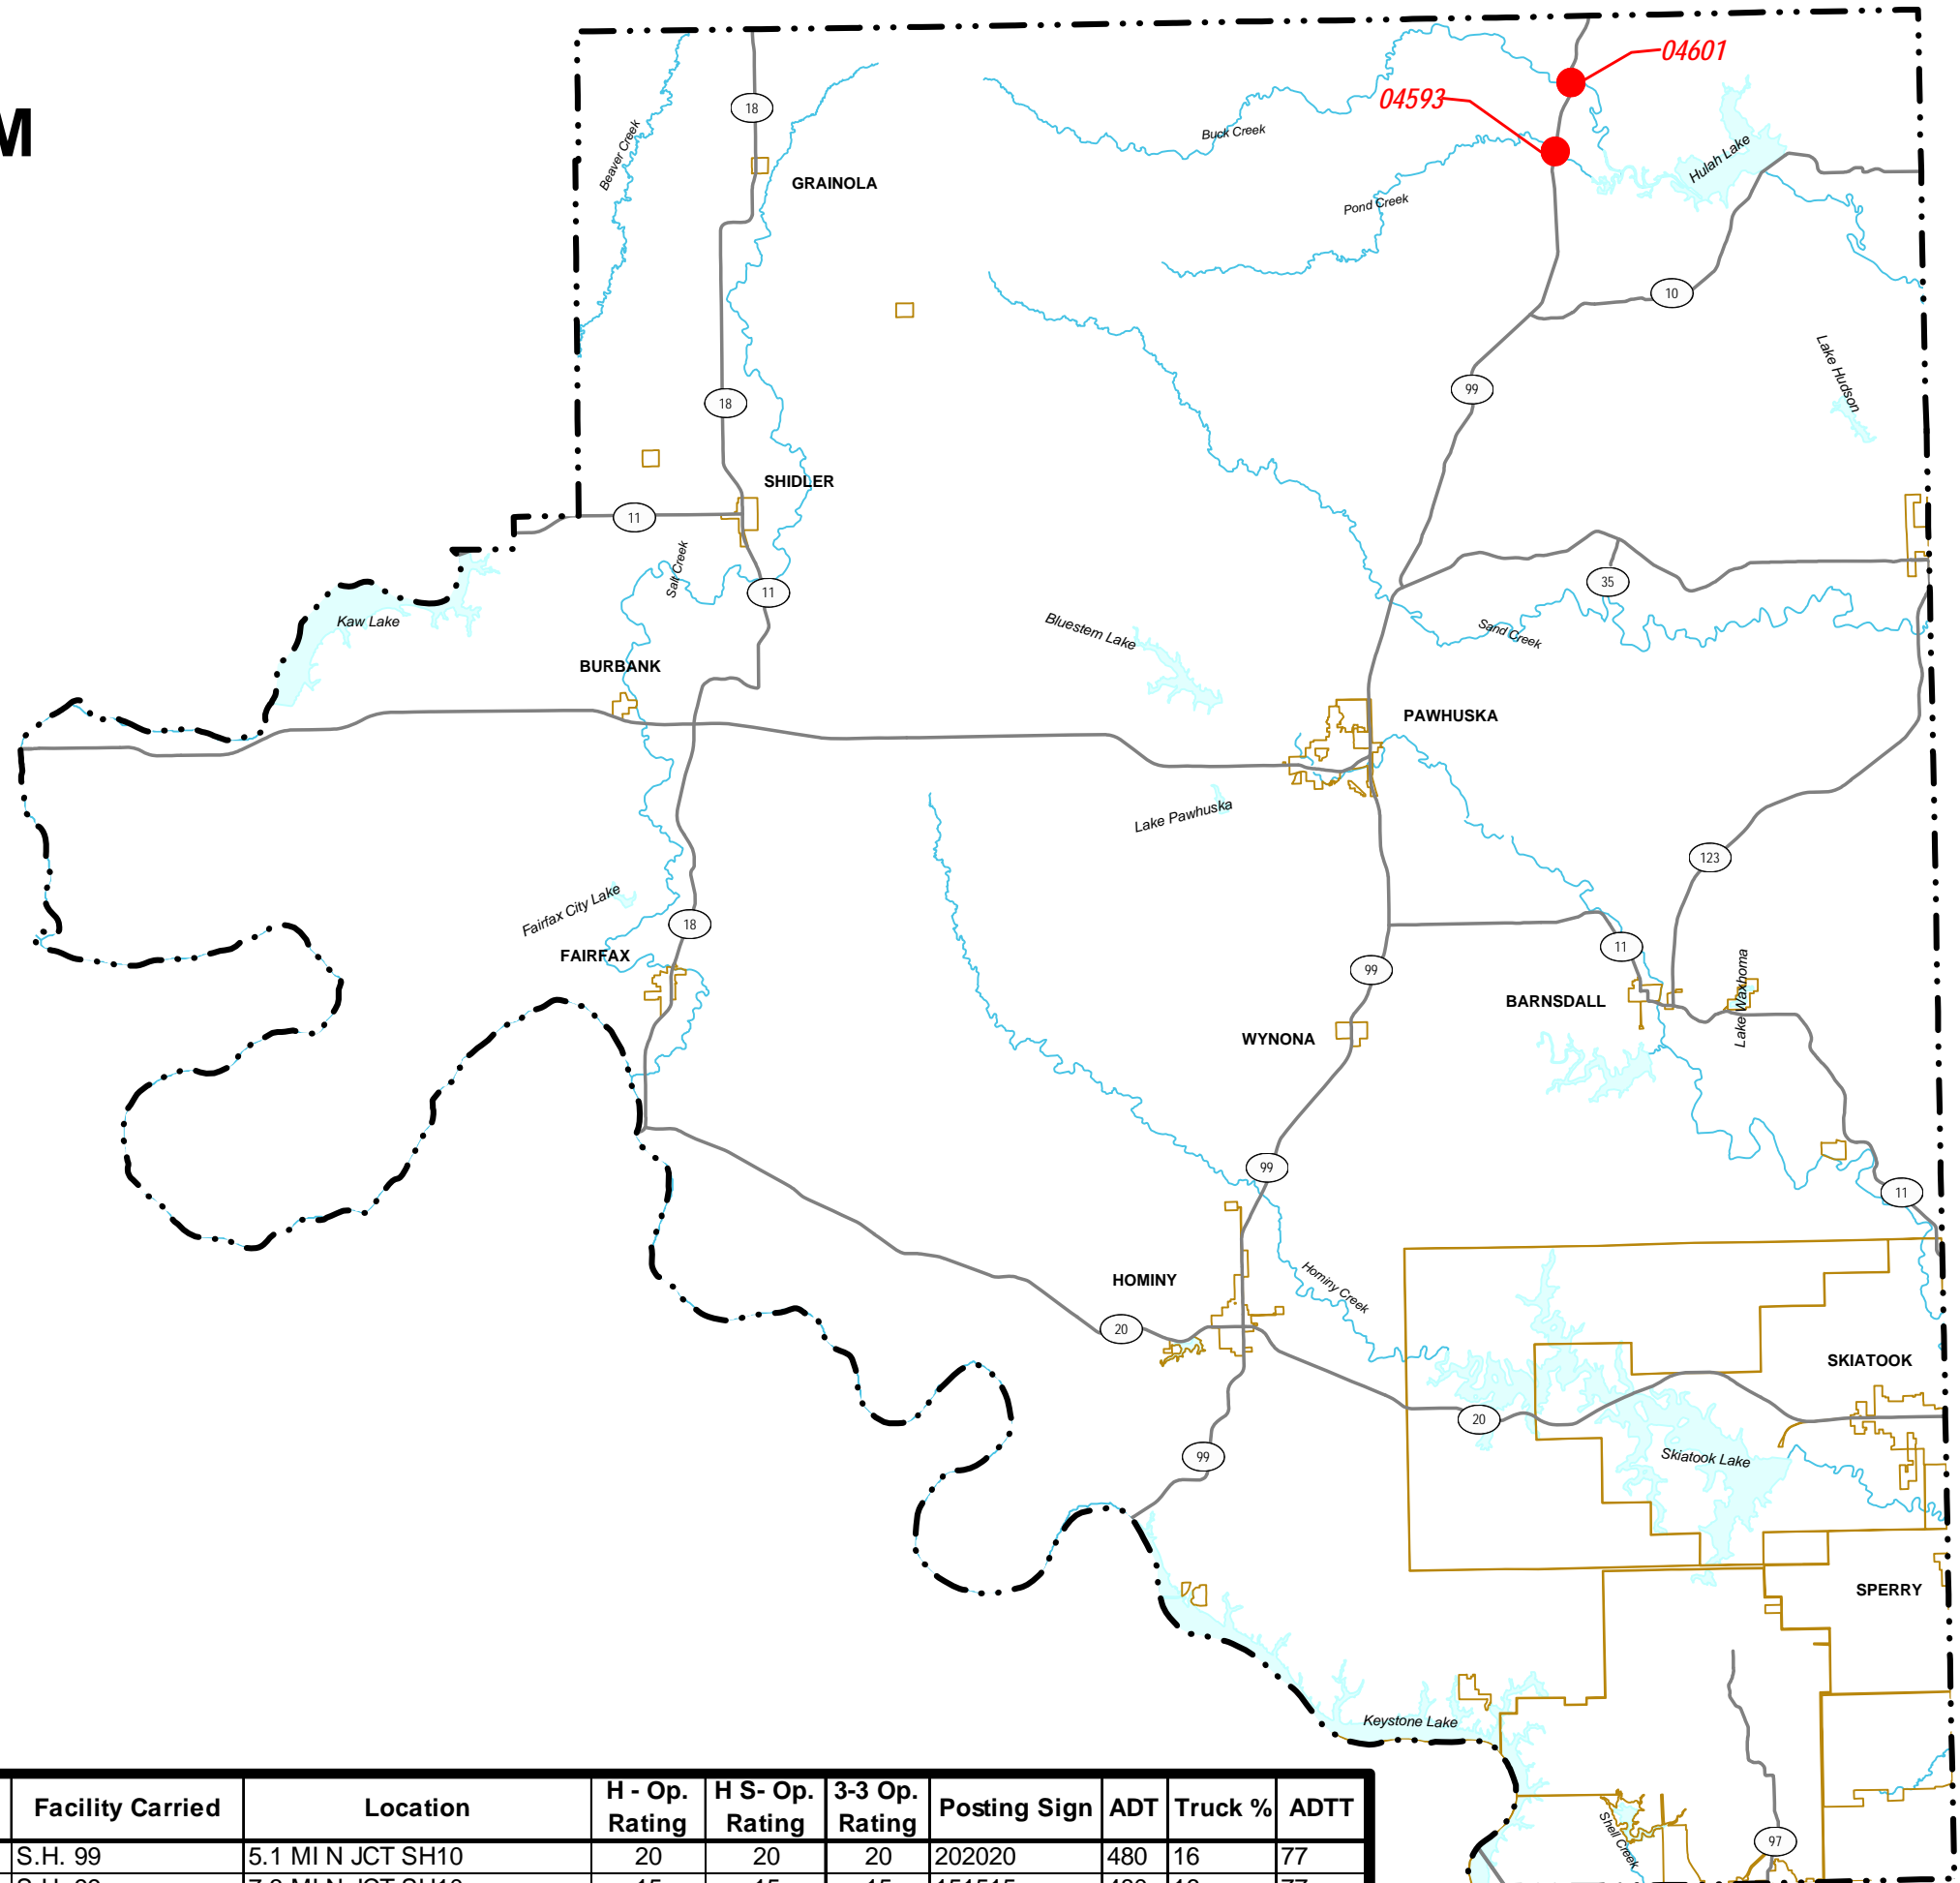 M
04601
04593
18
Beaver Creek
Buck Creek
Hulah Lake
GRAINOLA
Pond Creek
10
Lake Hudson
99
18
SHIDLER
11
Salt Creek
35
11
Kaw Lake
Bluestem Lake
Sand Creek
BURBANK
PAWHUSKA
Lake Pawhuska
123
Fairfax City Lake
18
11
FAIRFAX
99
Lake Waxhoma
BARNSDALL
WYNONA
99
11
HOMINY
Hominy Creek
20
SKIATOOK
20
99
Skiatook Lake
SPERRY
Keystone Lake
Shell Creek
97
Facility Carried Location H - Op. Rating H S- Op. Rating 3-3 Op. Rating Posting Sign ADT Truck % ADTT
S.H. 99 5.1 MI N JCT SH10 20 20 20 202020 480 16 77